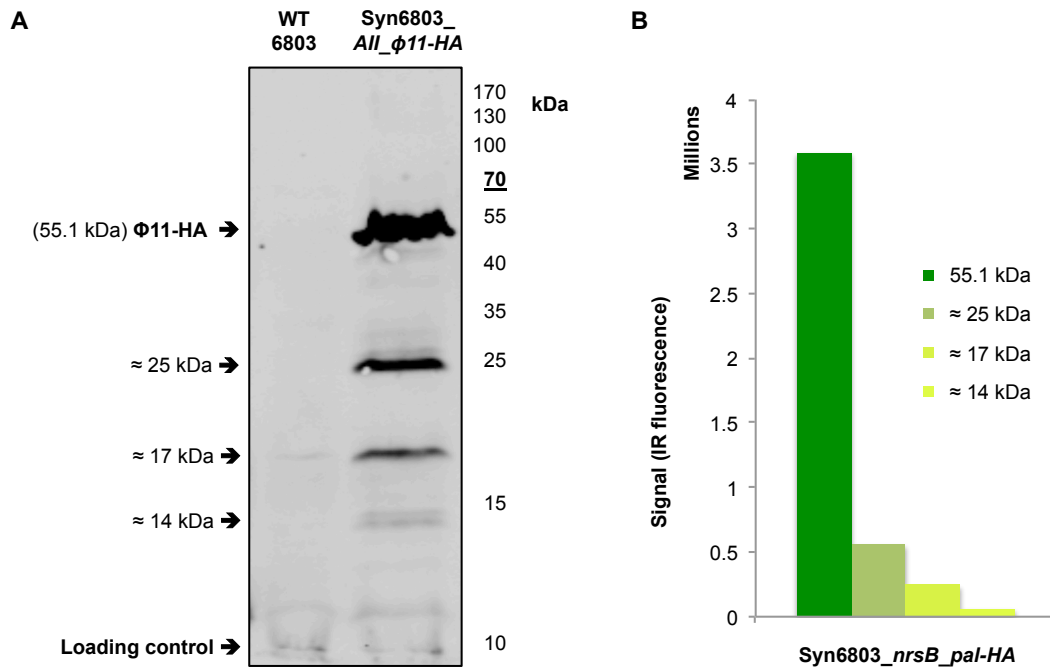 A
WT
6803
Syn6803_
All_ϕ11-HA
170
130
100
70
55
40
35
25
15
10
kDa
(55.1 kDa) Φ11-HA ➔
≈ 25 kDa ➔
≈ 17 kDa ➔
≈ 14 kDa ➔
Loading control ➔
B
Millions
Signal (IR fluorescence)
4
3.5
3
2.5
2
1.5
1
0.5
0
55.1 kDa
≈ 25 kDa
≈ 17 kDa
≈ 14 kDa
Syn6803_nrsB_pal-HA